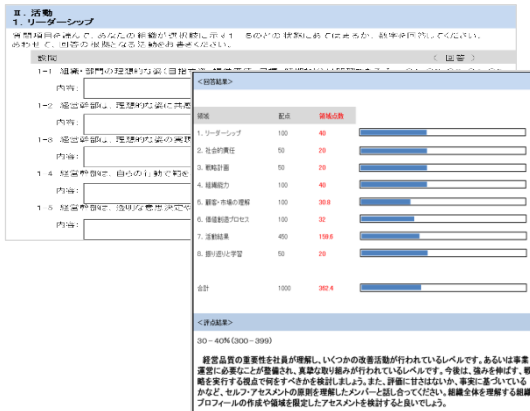 Ⅱ. 活動
1. リーダーシップ
質問項目を読んで、あなたの組織が選択肢に示す1~5のどの状態にあてはまるか、数字を回答してください。
あわせて、回答の根拠となる活動をお書きください。
設問 〈 回答 〉
1-1 組織・部門の理想的な姿(目指す
内容:
1-2 経営幹部は、理想的な姿に共感
内容:
1-3 経営幹部は、理想的な姿の実現
内容:
1-4 経営幹部は、自らの行動で範を
内容:
1-5 経営幹部は、透明な意思決定や
内容:
<回答結果>
領域 配点 領域点数
1. リーダーシップ 100 40
2. 社会的責任 50 20
3. 戦略計画 50 20
4. 組織能力 100 40
5. 顧客・市場の理解 100 30.8
6. 価値創造プロセス 100 32
7. 活動結果 450 159.6
8. 振り返りと学習 50 20
合計 1000 362.4
<評点結果>
30-40%(300-399)
経営品質の重要性を社員が理解し、いくつかの改善活動が行われているレベルです。あるいは事業
運営に必要なことが整備され、真摯な取り組みが行われているレベルです。今後は、強みを伸ばす、戦
略を実行する視点で何をすべきかを検討しましょう。また、評価に甘さはないか、事実に基づいている
かなど、セルフ・アセスメントの原則を理解したメンバーと話し合ってください。組織全体を理解する組織
プロフィールの作成や領域を限定したアセスメントを検討すると良いでしょう。